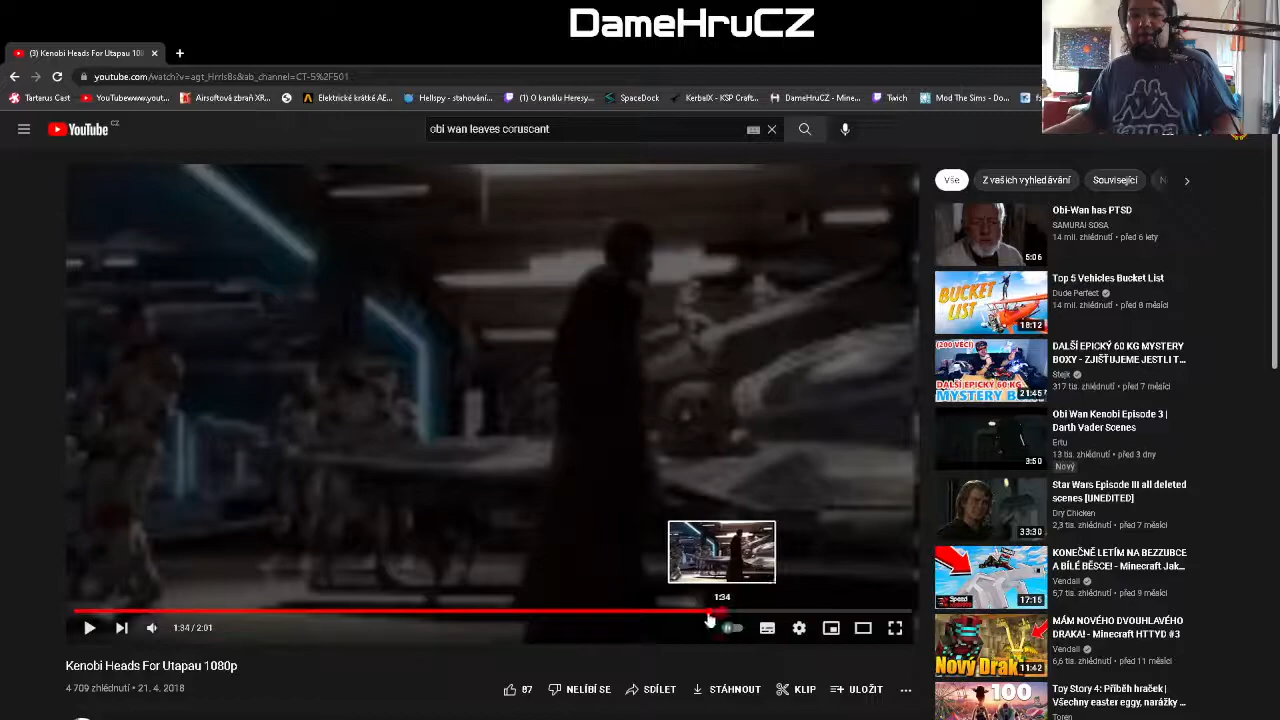 DameHruCZ
(3) Kenobi Heads For Utapau 108
youtube.com/watch?v=agt_HrrIs8s&ab_channel=CT-5%2F501
Tartarus Cast
YouTubewww.yout...
Airsoftová zbraň XR...
Elektrické krátké AE...
Hellspy - stahování...
TO kanálu Heresy...
SpaceDock
KerbalX - KSP Craft...
DameHruCZ - Mine...
Twich
Mod The Sims - Do...
YouTube CZ
obi wan leaves coruscant
Vše
Z vašich vyhledávání
Související
Obi-Wan has PTSD
SAMURAI SOSA
14 mil. zhlédnutí • před 6 lety
5:06
Top 5 Vehicles Bucket List
Dude Perfect
14 mil. zhlédnutí • před 8 měsíci
BUCKET LIST
18:12
DALŠÍ EPICKÝ 60 KG MYSTERY
BOXY - ZJIŠŤUJEME JESTLI T...
Stejk
317 tis. zhlédnutí • před 7 měsíci
(200 VĚCÍ)
DALŠÍ EPICKÝ 60 KG
MYSTERY B
21:45
Obi Wan Kenobi Episode 3 |
Darth Vader Scenes
Ertu
13 tis. zhlédnutí • před 3 dny
Nový
3:50
Star Wars Episode III all deleted
scenes [UNEDITED]
Dry Chicken
2,3 tis. zhlédnutí • před 7 měsíci
33:30
KONEČNĚ LETÍM NA BEZZUBCE
A BÍLÉ BĚSCE! - Minecraft Jak...
Vendali
5,7 tis. zhlédnutí • před 9 měsíci
17:15
MÁM NOVÉHO DVOUHLAVÉHO
DRAKA! - Minecraft HTTYD #3
Vendali
6,6 tis. zhlédnutí • před 11 měsíci
Nový Drak
11:42
Toy Story 4: Příběh hraček |
Všechny easter eggy, narážky ...
Toren
100
1:34
1:34 / 2:01
Kenobi Heads For Utapau 1080p
4 709 zhlédnutí • 21. 4. 2018
87
NELÍBÍ SE
SDÍLET
STÁHNOUT
KLIP
ULOŽIT